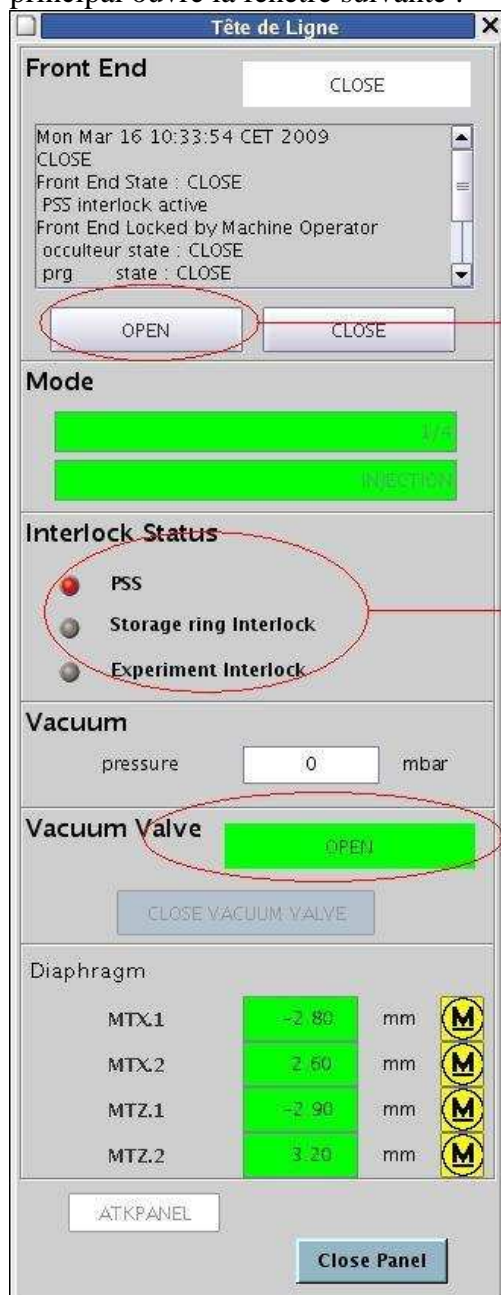 principal ouvre la fenêtre suivante :
Tête de Ligne
Front End
CLOSE
Mon Mar 16 10:33:54 CET 2009
CLOSE
Front End State : CLOSE
PSS interlock active
Front End Locked by Machine Operator
occulteur state : CLOSE
prg state : CLOSE
OPEN CLOSE
Mode
1/4
INJECTION
Interlock Status
PSS
Storage ring Interlock
Experiment Interlock
Vacuum
pressure 0 mbar
Vacuum Valve OPEN
CLOSE VACUUM VALVE
Diaphragm
MTX.1 -2.80 mm M
MTX.2 2.60 mm M
MTZ.1 -2.90 mm M
MTZ.2 3.20 mm M
ATKPANEL
Close Panel